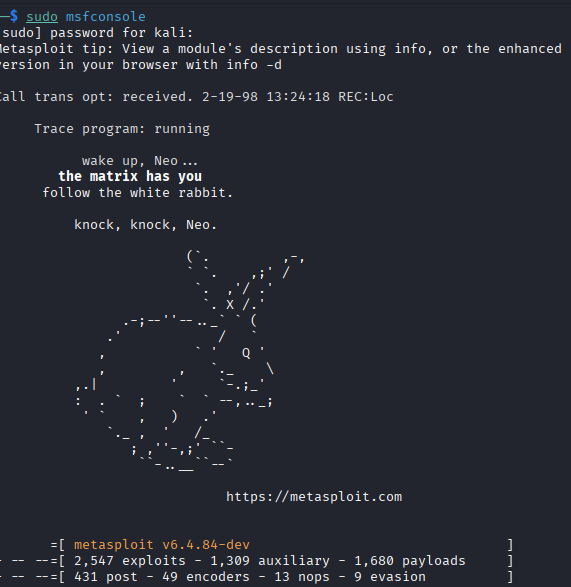 ─$ sudo msfconsole
sudo] password for kali:
Metasploit tip: View a module's description using info, or the enhanced
version in your browser with info -d
Call trans opt: received. 2-19-98 13:24:18 REC:Loc
Trace program: running
wake up, Neo...
the matrix has you
follow the white rabbit.
knock, knock, Neo.
https://metasploit.com
=[ metasploit v6.4.84-dev ]
- -- --=[ 2,547 exploits - 1,309 auxiliary - 1,680 payloads ]
- -- --=[ 431 post - 49 encoders - 13 nops - 9 evasion ]